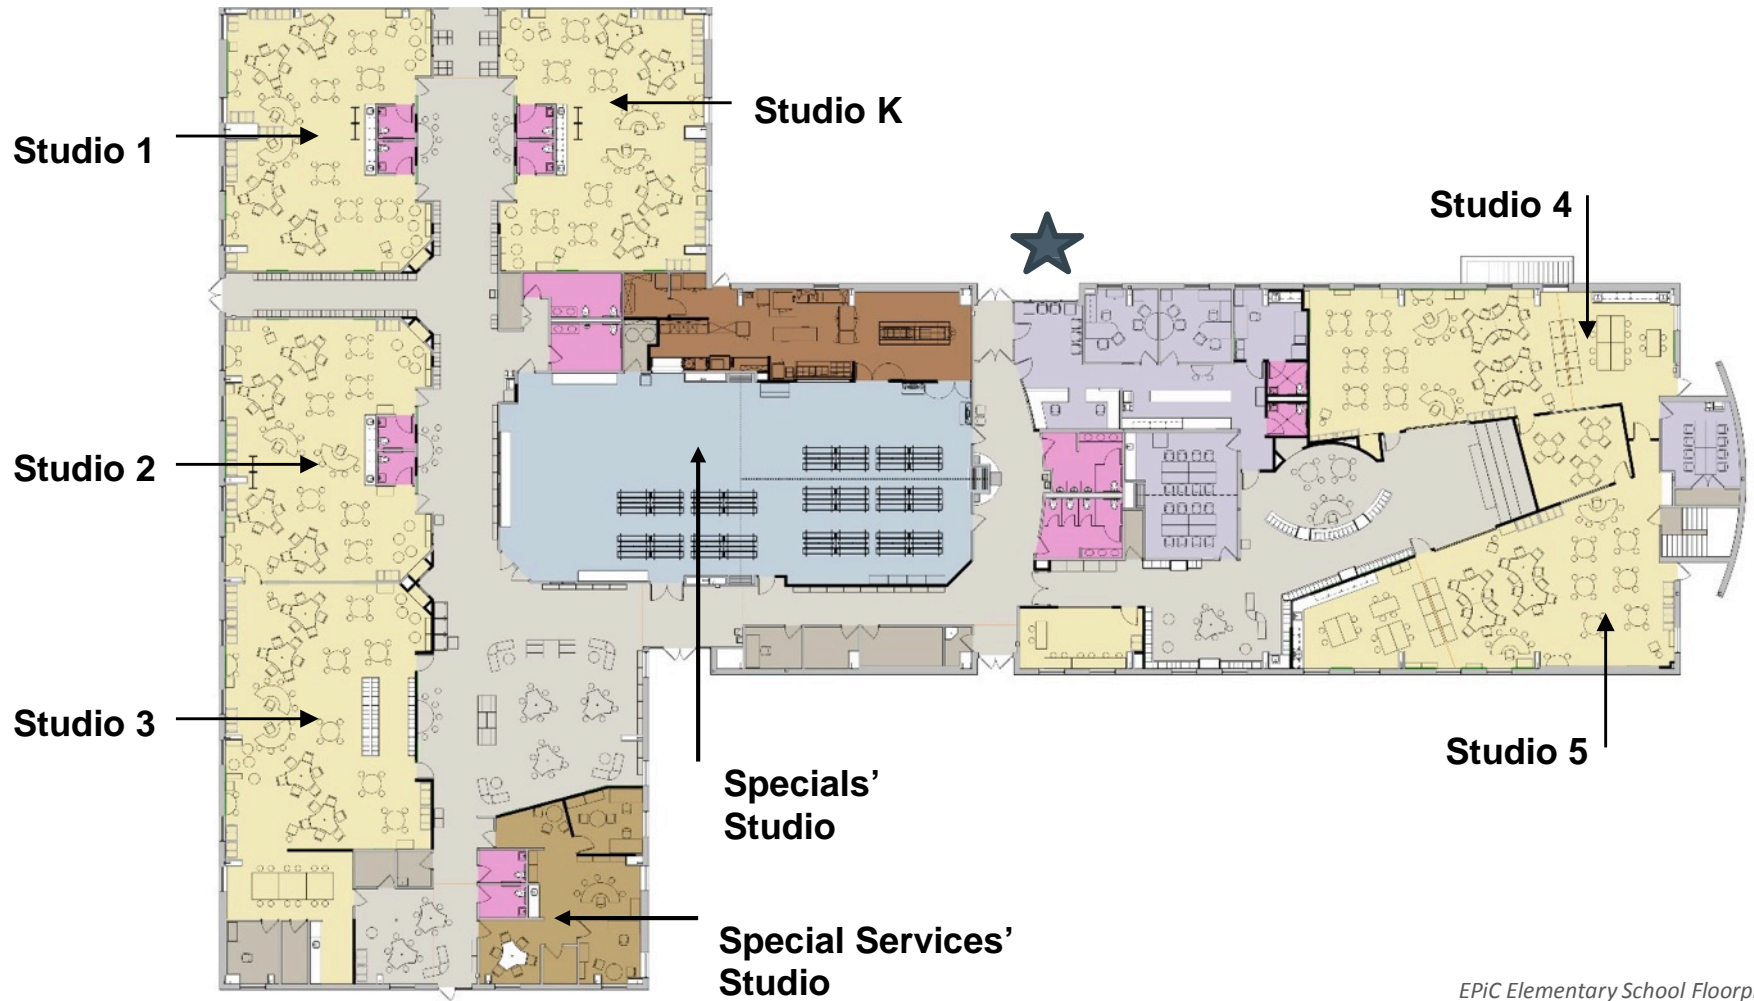 Studio K
Studio 1
Studio 4
Studio 2
Studio 3
Studio 5
Specials’
Studio
Special Services’
Studio
EPiC Elementary School